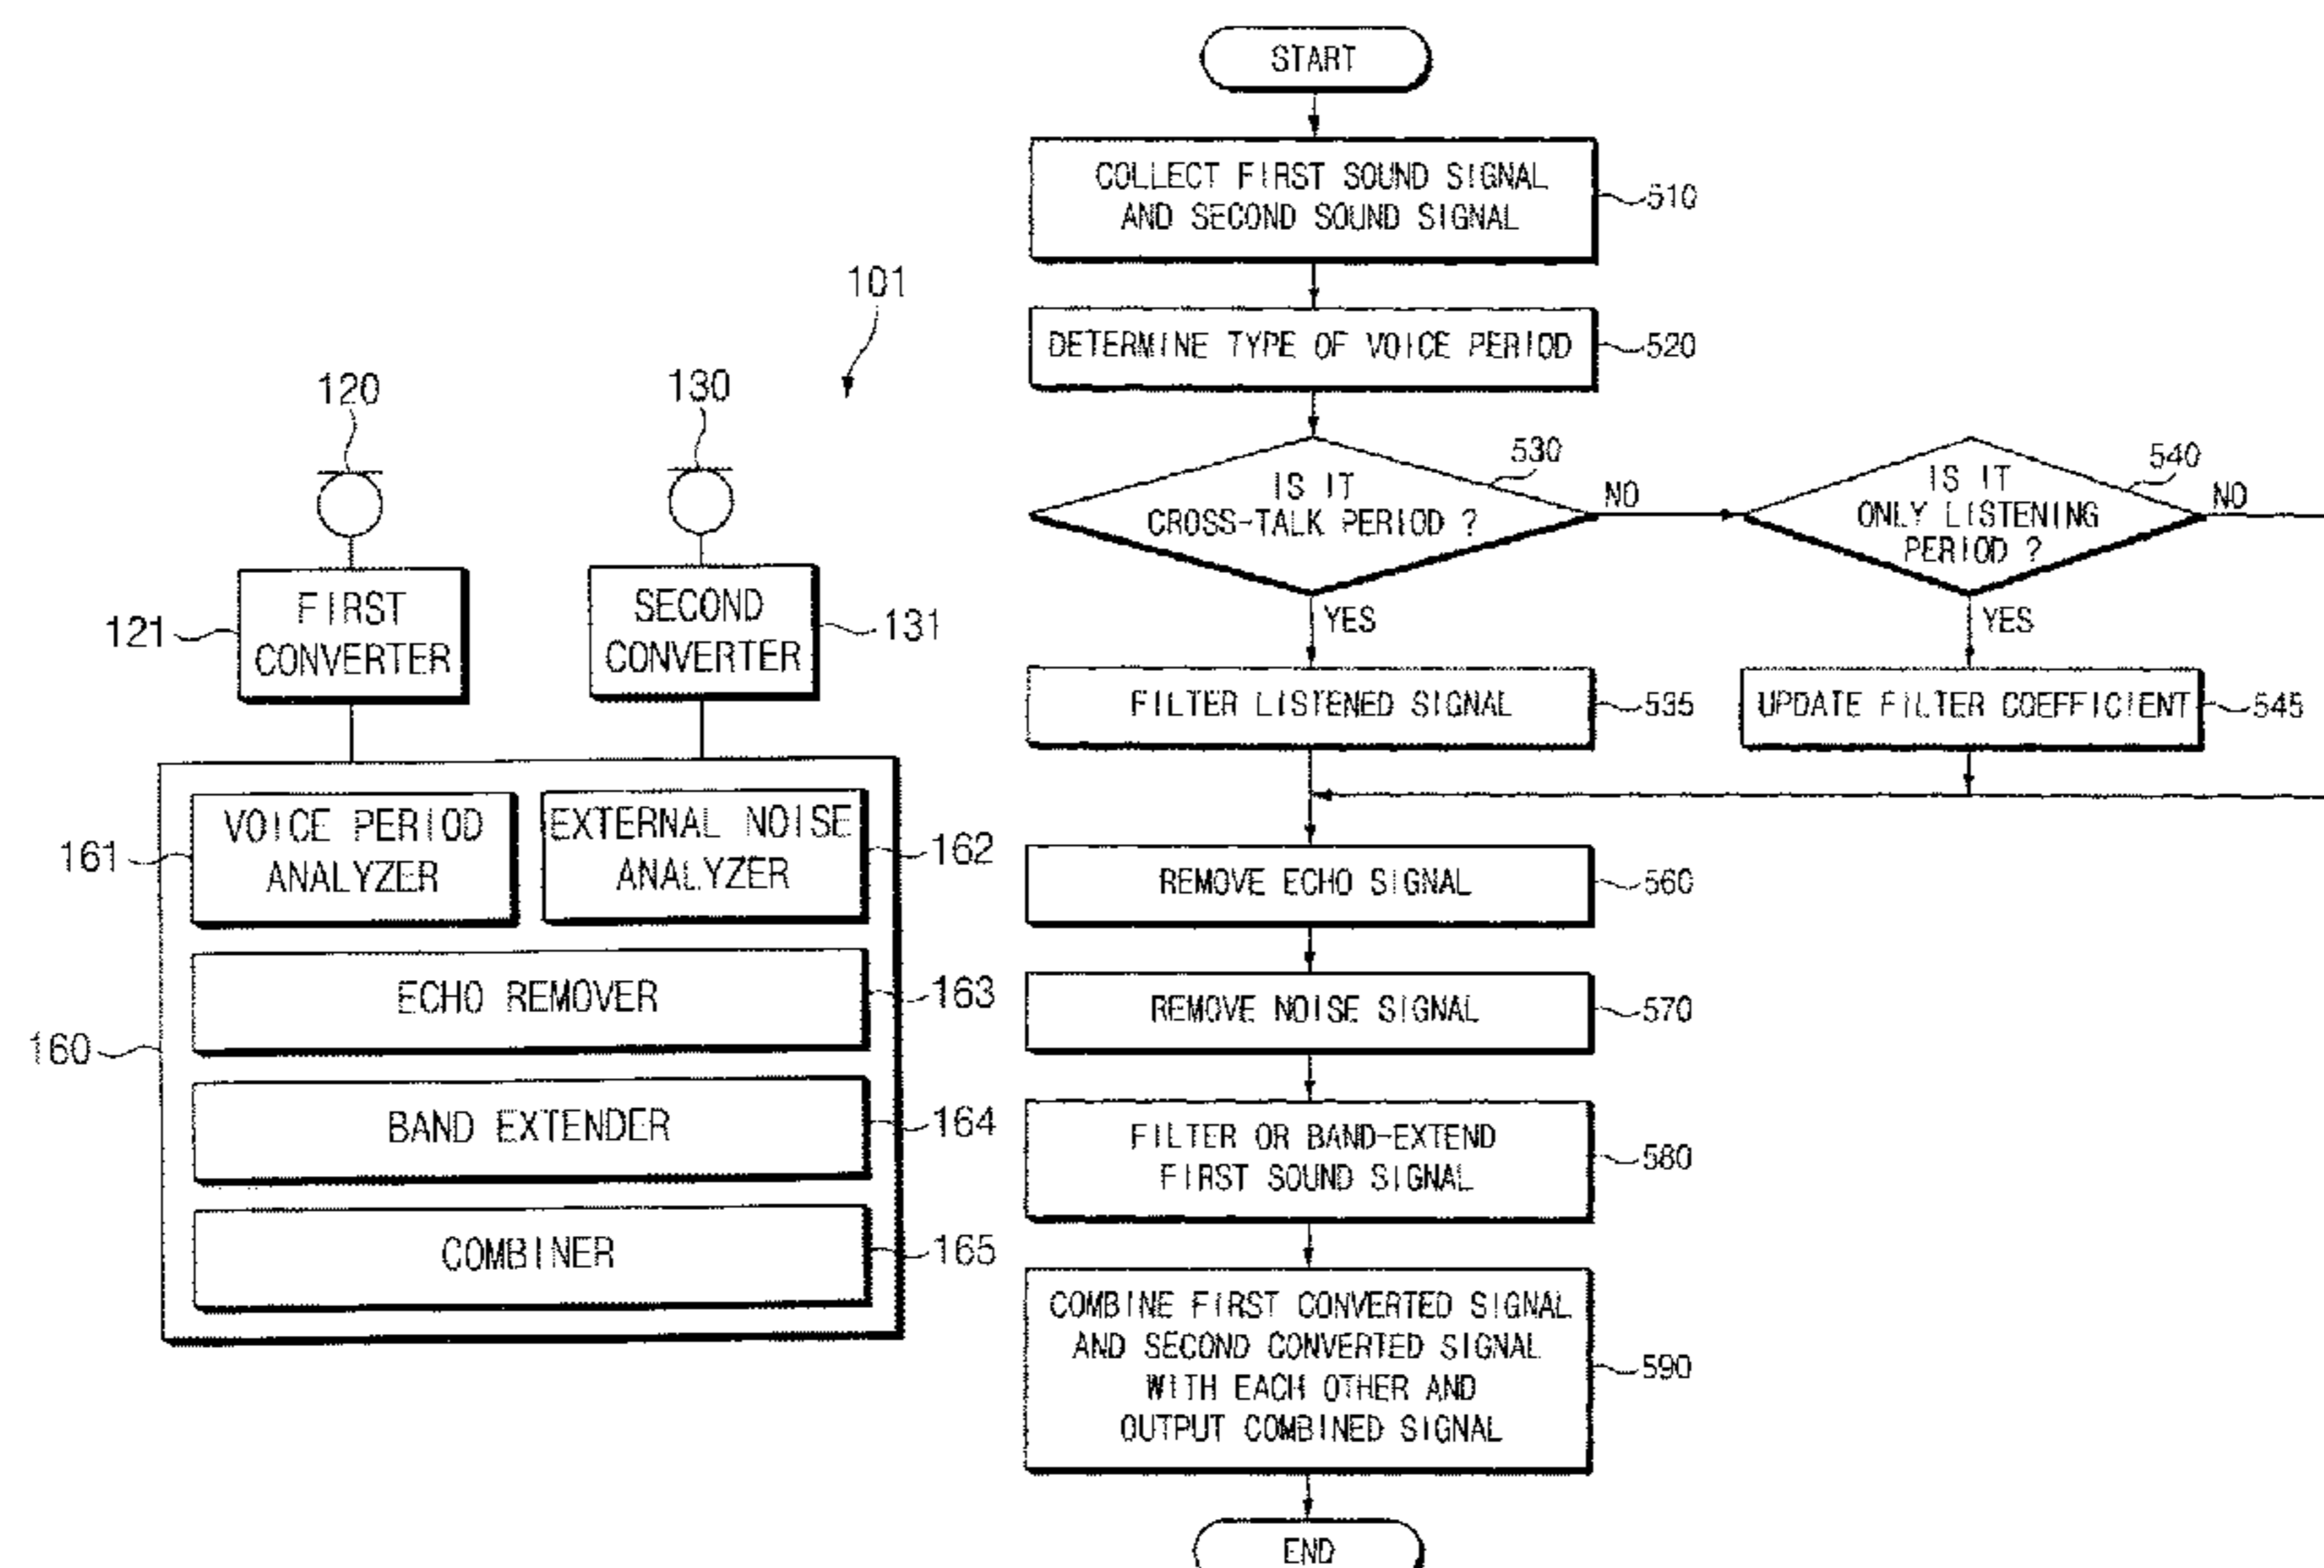 101
120
130
FIRST
CONVERTER
121
SECOND
CONVERTER
131
VOICE PERIOD
ANALYZER
161
EXTERNAL NOISE
ANALYZER
162
ECHO REMOVER
163
160
BAND EXTENDER
164
COMBINER
165
START
COLLECT FIRST SOUND SIGNAL
AND SECOND SOUND SIGNAL
510
DETERMINE TYPE OF VOICE PERIOD
520
IS IT
CROSS-TALK PERIOD ?
530
NO
YES
IS IT
ONLY LISTENING
PERIOD ?
540
NO
YES
FILTER LISTENED SIGNAL
535
UPDATE FILTER COEFFICIENT
545
REMOVE ECHO SIGNAL
560
REMOVE NOISE SIGNAL
570
FILTER OR BAND-EXTEND
FIRST SOUND SIGNAL
580
COMBINE FIRST CONVERTED SIGNAL
AND SECOND CONVERTED SIGNAL
WITH EACH OTHER AND
OUTPUT COMBINED SIGNAL
590
END